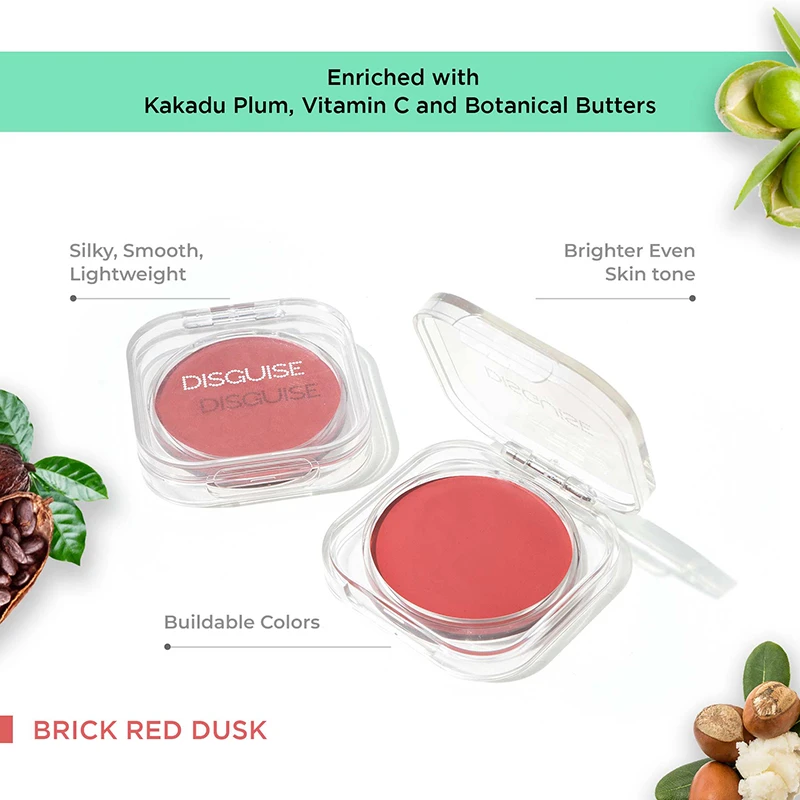 Enriched with
Kakadu Plum, Vitamin C and Botanical Butters
Silky, Smooth,
Lightweight
Brighter Even
Skin tone
DISGUISE
DISGUISE
Buildable Colors
BRICK RED DUSK